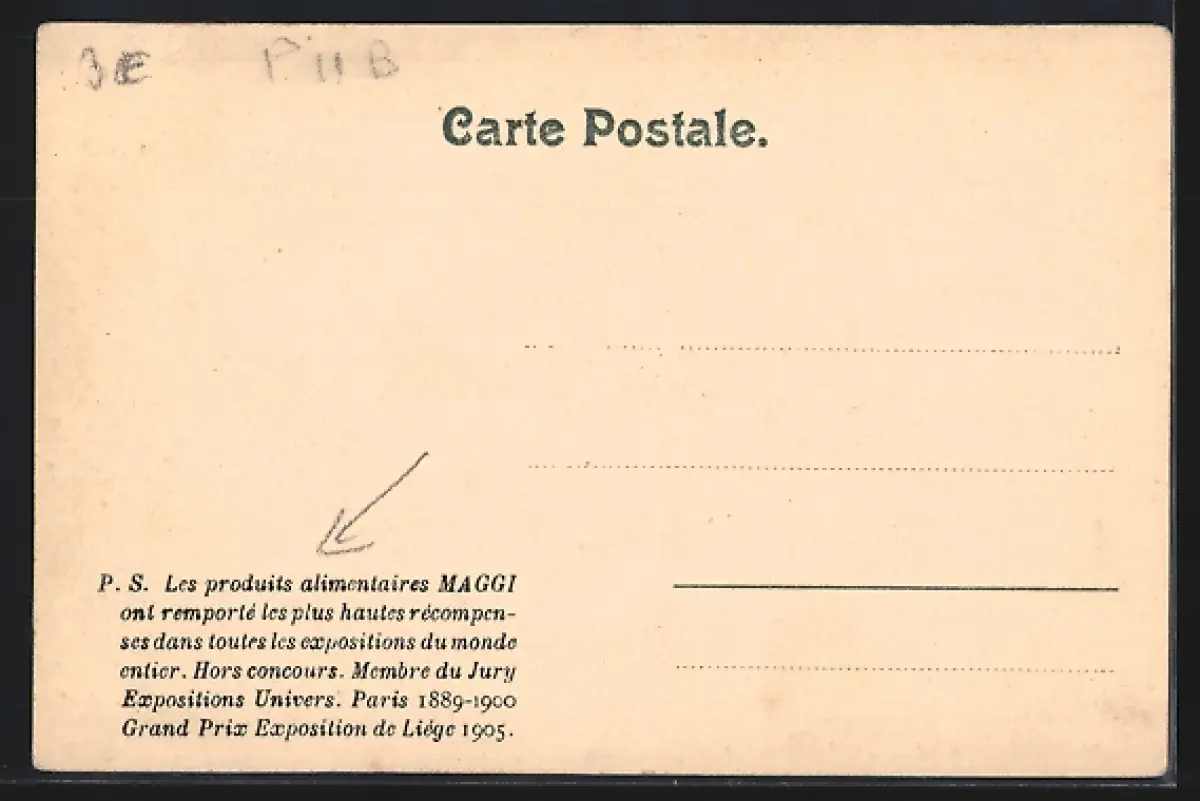 3E PUB
Carte Postale.
P. S. Les produits alimentaires MAGGI
ont remporté les plus hautes récompen-
ses dans toutes les expositions du monde
entier. Hors concours. Membre du Jury
Expositions Univers. Paris 1889-1900
Grand Prix Exposition de Liége 1905.